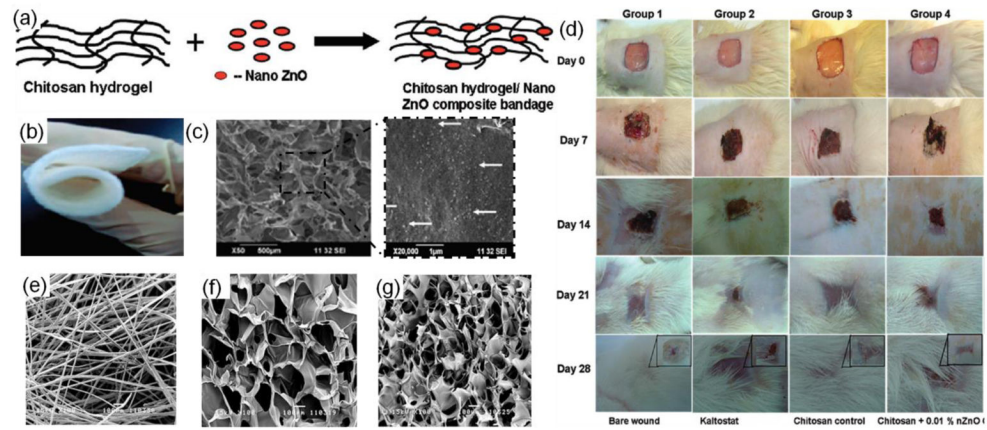 (a)
Chitosan hydrogel
-- Nano ZnO
Chitosan hydrogel/ Nano
ZnO composite bandage
(b)
(c)
X50 500μm 11 32 SEI
X20,000 1μm 11 32 SEI
(d)
Group 1 Group 2 Group 3 Group 4
Day 0
Day 7
Day 14
Day 21
Day 28
Bare wound Kaltostat Chitosan control Chitosan + 0.01 % nZnO
(e)
(f)
(g)